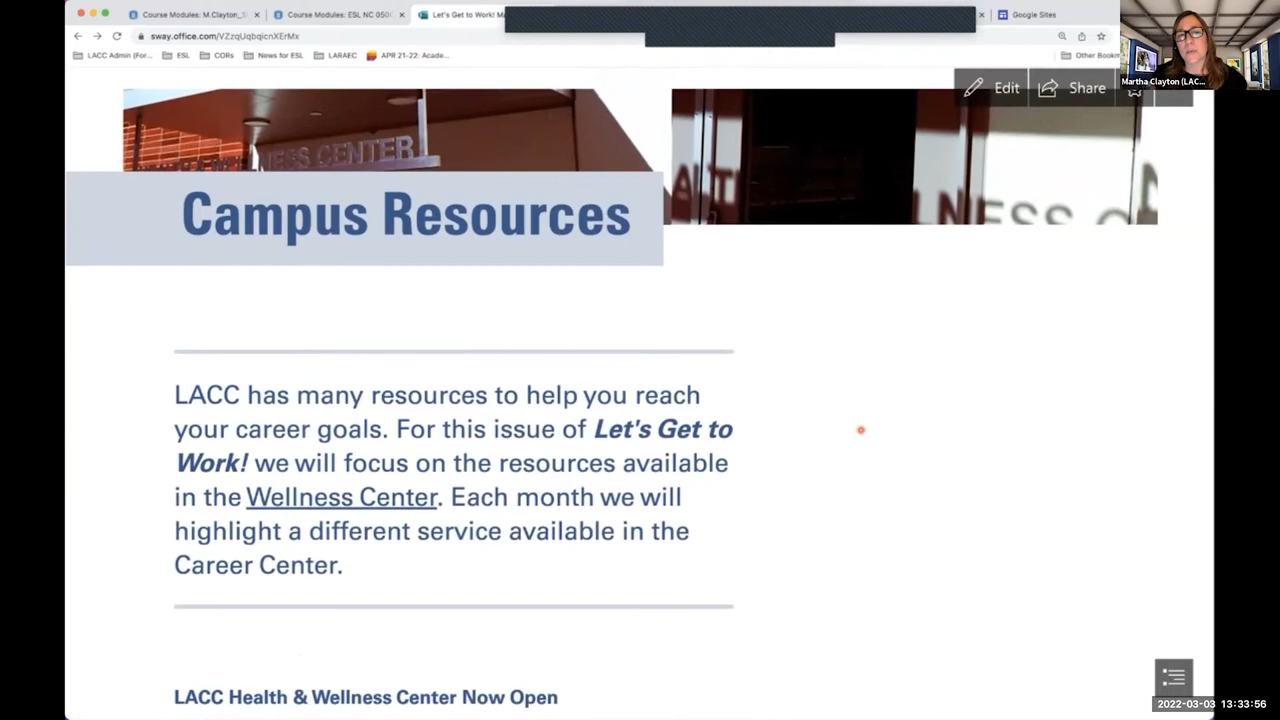 Course Modules: M.Clayton_S
Course Modules: ESL NC 050
Let's Get to Work! M
Google Sites
sway.office.com/VZzqUqbqicnXErMx
LACC Admin (For...
ESL
CORs
News for ESL
LARAEC
APR 21-22: Acade...
Other Bookm
Martha Clayton (LAC...
Edit
Share
NESS CENTER
Campus Resources
LACC has many resources to help you reach
your career goals. For this issue of Let's Get to
Work! we will focus on the resources available
in the Wellness Center. Each month we will
highlight a different service available in the
Career Center.
LACC Health & Wellness Center Now Open
2022-03-03 13:33:56